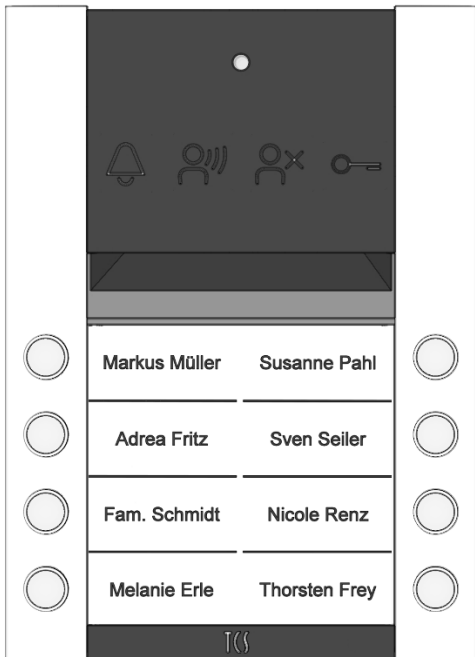 Markus Müller Susanne Pahl
Adrea Fritz Sven Seiler
Fam. Schmidt Nicole Renz
Melanie Erle Thorsten Frey
TCS